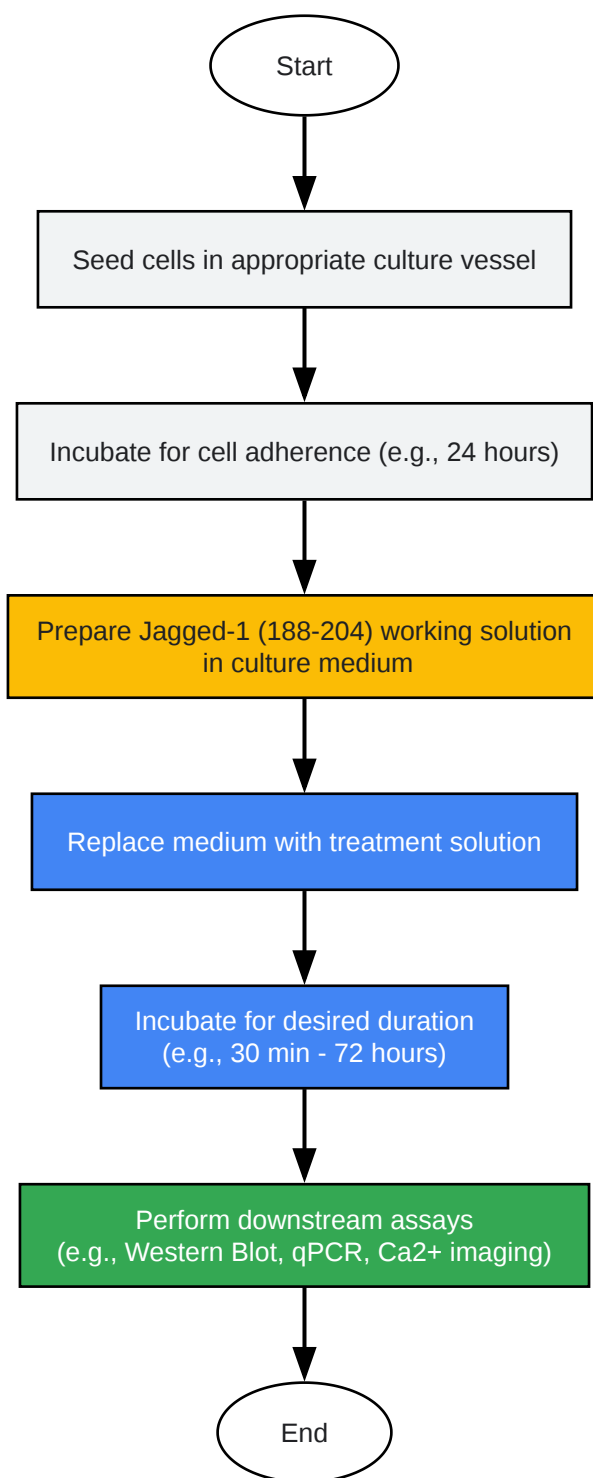 Start
Seed cells in appropriate culture vessel
Incubate for cell adherence (e.g., 24 hours)
Prepare Jagged-1 (188-204) working solution
in culture medium
Replace medium with treatment solution
Incubate for desired duration
(e.g., 30 min - 72 hours)
Perform downstream assays
(e.g., Western Blot, qPCR, Ca2+ imaging)
End